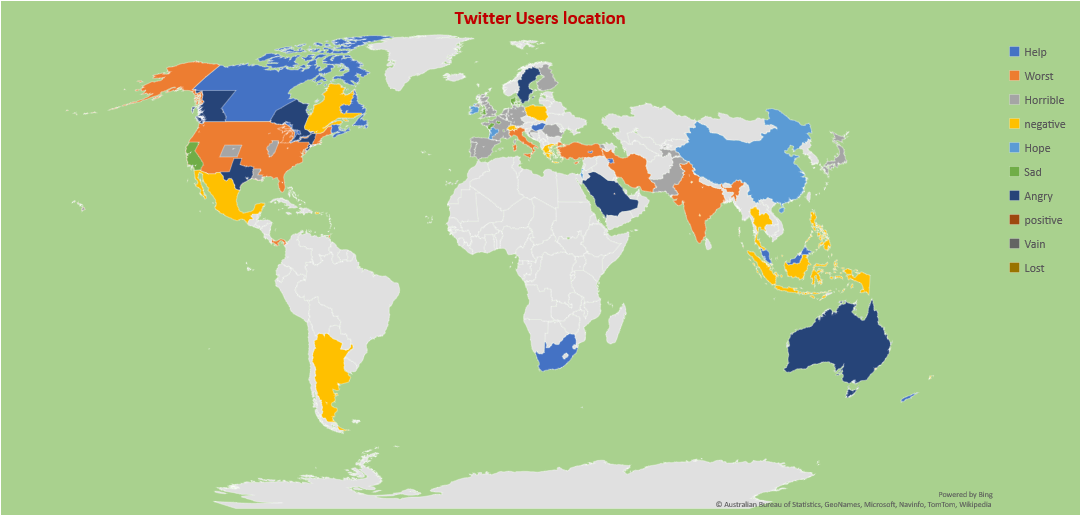 Twitter Users location
Help
Worst
Horrible
negative
Hope
Sad
Angry
positive
Vain
Lost
Powered by Bing
© Australian Bureau of Statistics, GeoNames, Microsoft, Navinfo, TomTom, Wikipedia